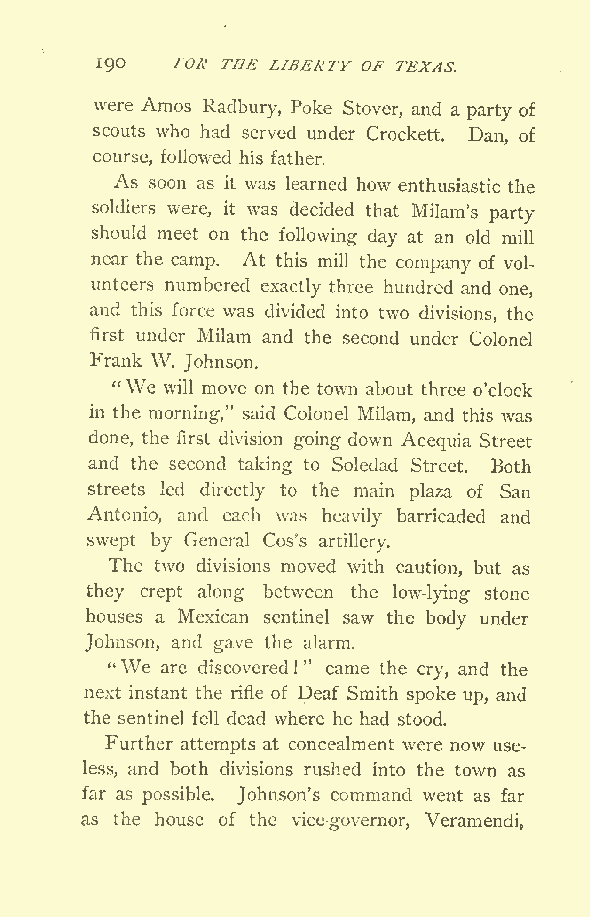 190 FOR THE LIBERTY OF TEXAS.
were Amos Radbury, Poke Stover, and a party of
scouts who had served under Crockett. Dan, of
course, followed his father.
As soon as it was learned how enthusiastic the
soldiers were, it was decided that Milam's party
should meet on the following day at an old mill
near the camp. At this mill the company of vol-
unteers numbered exactly three hundred and one,
and this force was divided into two divisions, the
first under Milam and the second under Colonel
Frank W. Johnson.
"We will move on the town about three o'clock
in the morning," said Colonel Milam, and this was
done, the first division going down Acequia Street
and the second taking to Soledad Street. Both
streets led directly to the main plaza of San
Antonio, and each was heavily barricaded and
swept by General Cos's artillery.
The two divisions moved with caution, but as
they crept along between the low-lying stone
houses a Mexican sentinel saw the body under
Johnson, and gave the alarm.
"We are discovered!" came the cry, and the
next instant the rifle of Deaf Smith spoke up, and
the sentinel fell dead where he had stood.
Further attempts at concealment were now use-
less, and both divisions rushed into the town as
far as possible. Johnson's command went as far
as the house of the vice-governor, Veramendi,